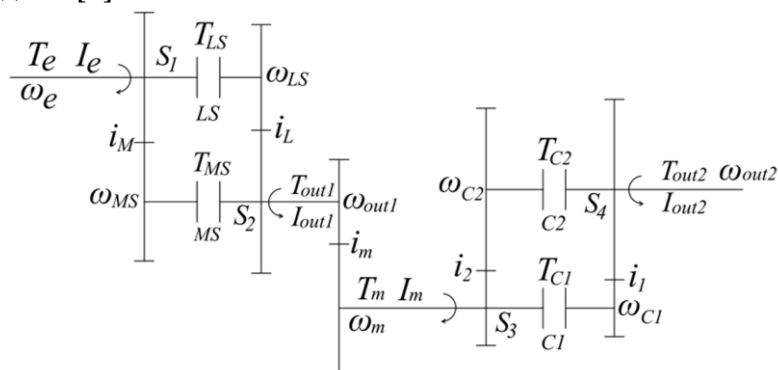 T_e I_e S_1 T_LS
ω_e LS ω_LS
i_M i_L
ω_MS T_MS S_2 T_out1 ω_out1
MS I_out1
i_m
T_m I_m
ω_m
T_C2 T_out2 ω_out2
ω_C2 S_4 I_out2
C2
i_2 T_C1 i_1
S_3 ω_C1
C1